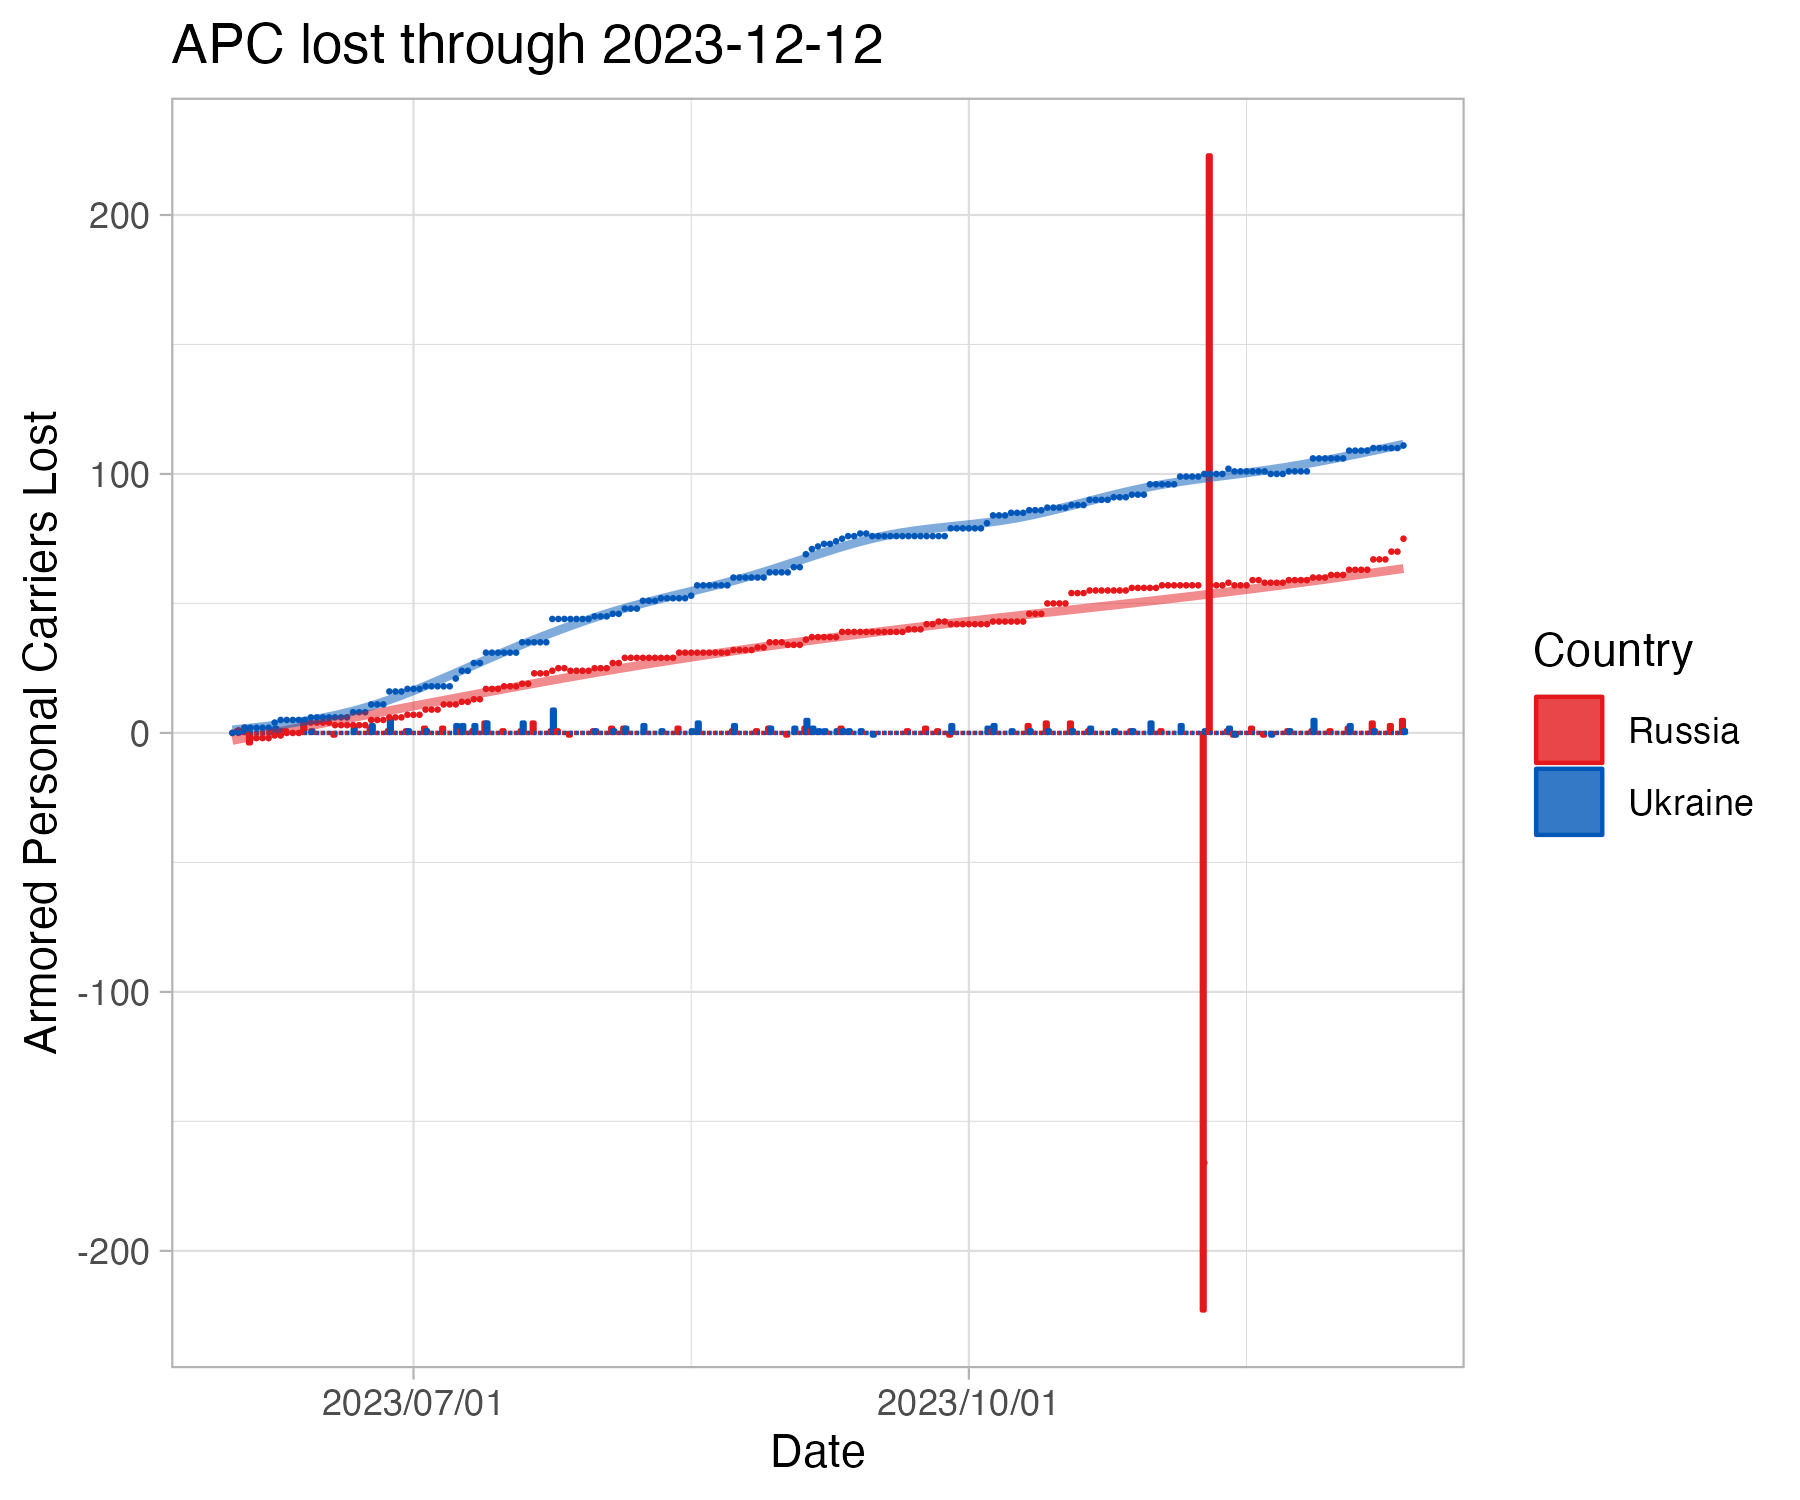 APC lost through 2023-12-12
Armored Personal Carriers Lost
200
100
0
-100
-200
2023/07/01
2023/10/01
Date
Country
Russia
Ukraine